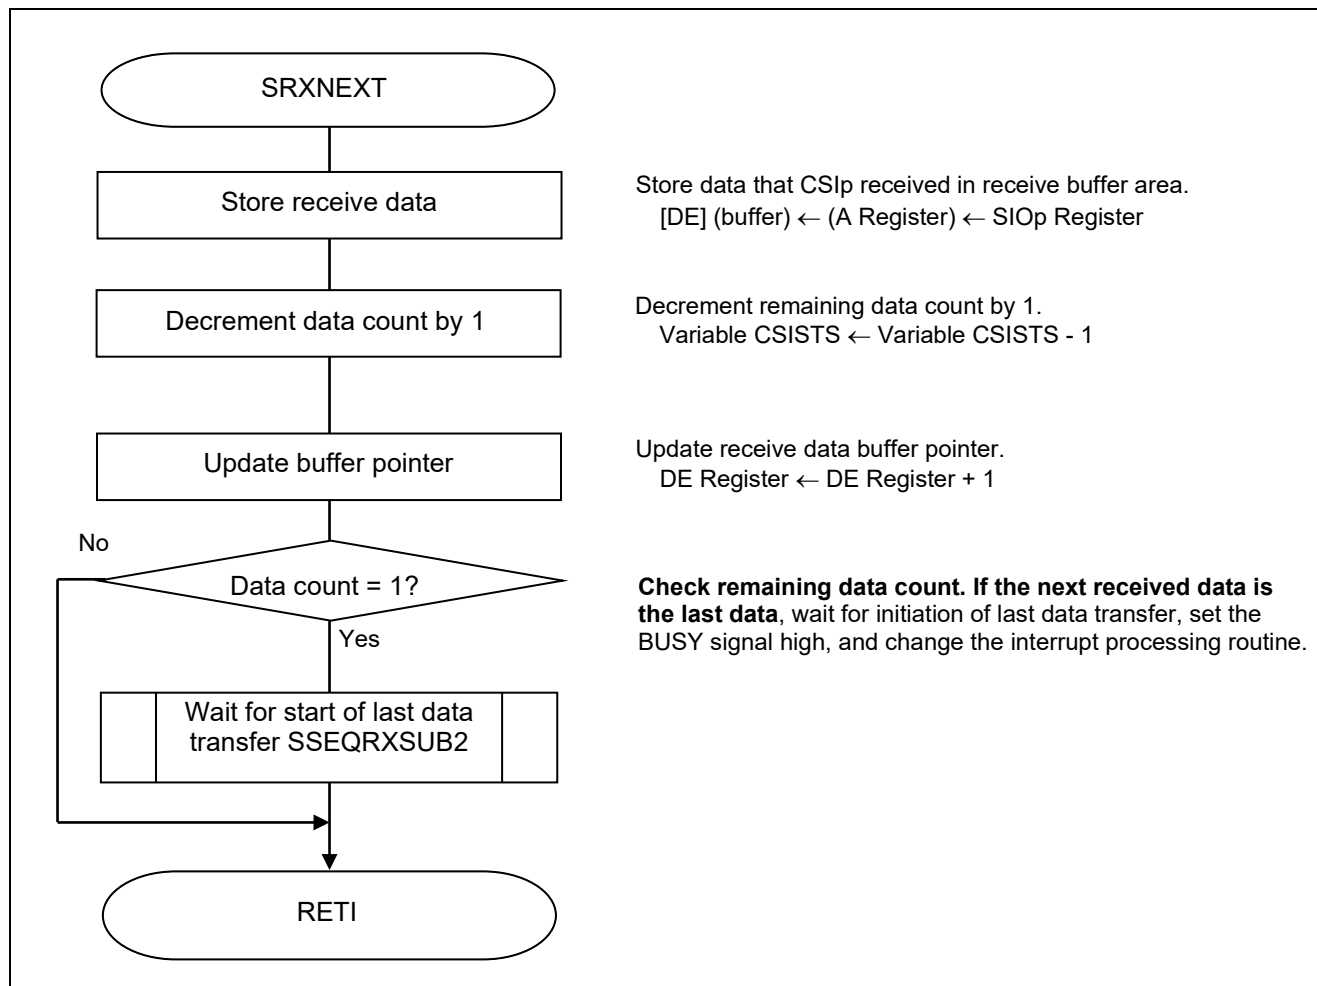 SRXNEXT
Store receive data
Store data that CSIp received in receive buffer area.
[DE] (buffer) ← (A Register) ← SIOp Register
Decrement data count by 1
Decrement remaining data count by 1.
Variable CSISTS ← Variable CSISTS - 1
Update buffer pointer
Update receive data buffer pointer.
DE Register ← DE Register + 1
No
Data count = 1?
Yes
Check remaining data count. If the next received data is
the last data, wait for initiation of last data transfer, set the
BUSY signal high, and change the interrupt processing routine.
Wait for start of last data
transfer SSEQRXSUB2
RETI